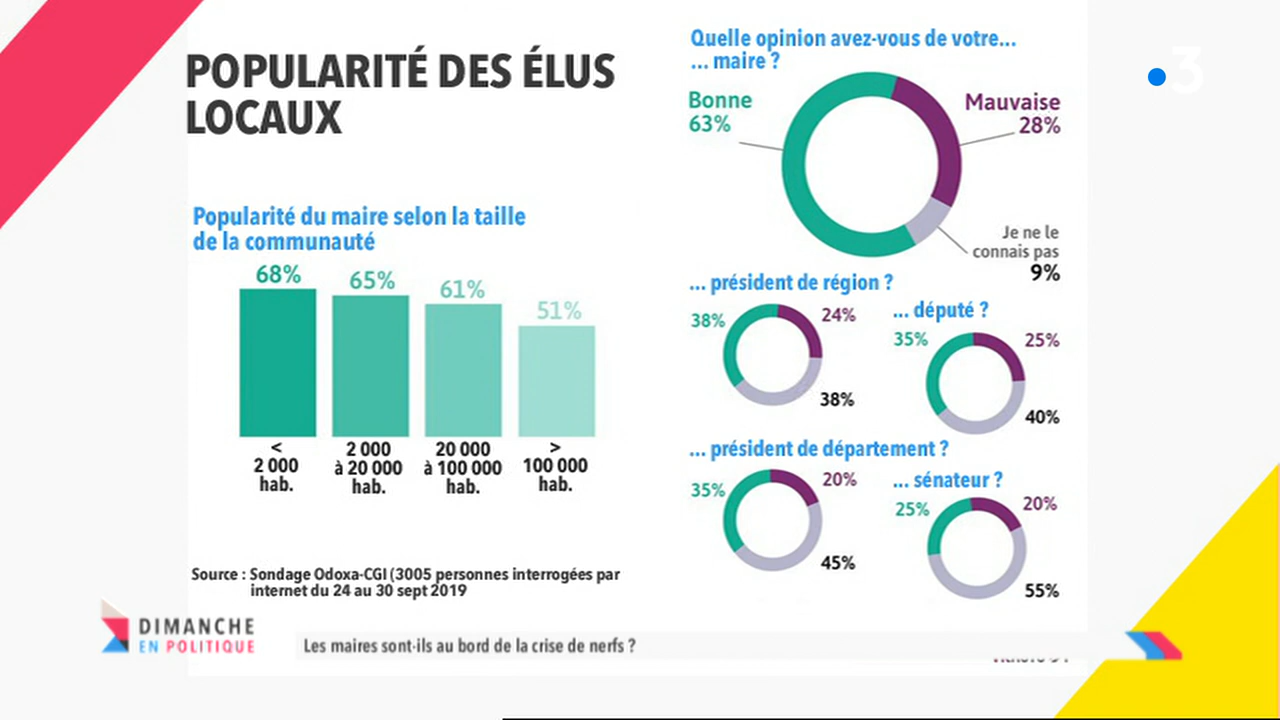 POPULARITÉ DES ÉLUS
LOCAUX
Popularité du maire selon la taille
de la communauté
68%
65%
61%
51%
<
2 000
hab.
2 000
à 20 000
hab.
20 000
à 100 000
hab.
>
100 000
hab.
Source : Sondage Odoxa-CGI (3005 personnes interrogées par
internet du 24 au 30 sept 2019
Quelle opinion avez-vous de votre...
... maire ?
Bonne
63%
Mauvaise
28%
Je ne le
connais pas
9%
... président de région ?
38%
24%
38%
... député ?
35%
25%
40%
... président de département ?
35%
20%
45%
... sénateur ?
25%
20%
55%
3
DIMANCHE
EN POLITIQUE
Les maires sont-ils au bord de la crise de nerfs ?